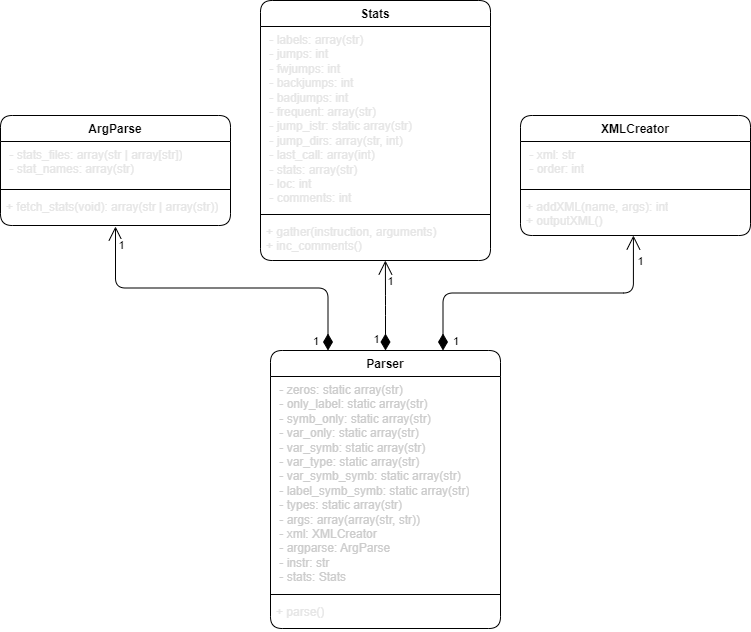 Stats
- labels: array(str)
- jumps: int
- fwjumps: int
- backjumps: int
- badjumps: int
- frequent: array(str)
- jump_istr: static array(str)
- jump_dirs: array(str, int)
- last_call: array(int)
- stats: array(str)
- loc: int
- comments: int
+ gather(instruction, arguments)
+ inc_comments()
ArgParse
- stats_files: array(str | array[str])
- stat_names: array(str)
+ fetch_stats(void): array(str | array(str))
XMLCreator
- xml: str
- order: int
+ addXML(name, args): int
+ outputXML()
1
1
1
1
1
1
Parser
- zeros: static array(str)
- only_label: static array(str)
- symb_only: static array(str)
- var_only: static array(str)
- var_symb: static array(str)
- var_type: static array(str)
- var_symb_symb: static array(str)
- label_symb_symb: static array(str)
- types: static array(str)
- args: array(array(str, str))
- xml: XMLCreator
- argparse: ArgParse
- instr: str
- stats: Stats
+ parse()